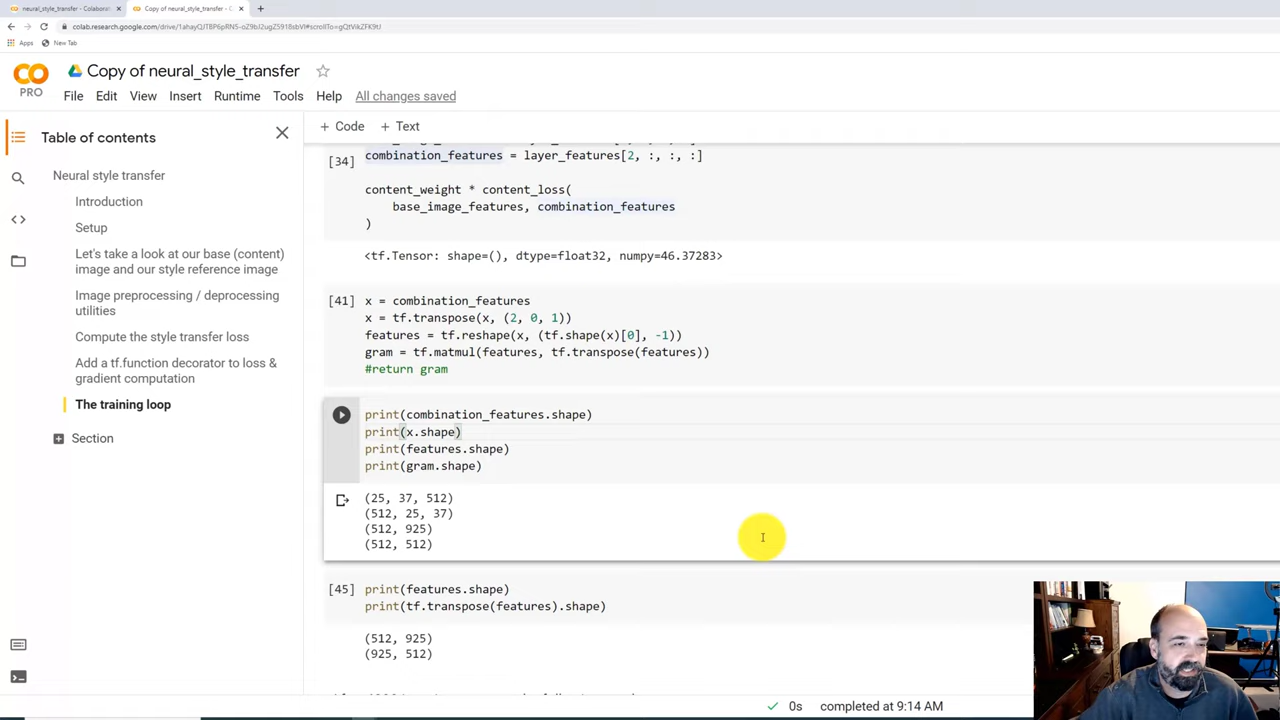 neural_style_transfer - Colabora
Copy of neural_style_transfer - C
colab.research.google.com/drive/
Apps
New Tab
CO
PRO
Copy of neural_style_transfer
File Edit View Insert Runtime Tools Help All changes saved
Table of contents
Neural style transfer
Introduction
Setup
Let's take a look at our base (content)
image and our style reference image
Image preprocessing / deprocessing
utilities
Compute the style transfer loss
Add a tf.function decorator to loss &
gradient computation
The training loop
Section
+ Code + Text
[34]
combination_features = layer_features[2, :, :, :]
content_weight * content_loss(
base_image_features, combination_features
)
<tf.Tensor: shape=(), dtype=float32, numpy=46.37283>
[41] x = combination_features
x = tf.transpose(x, (2, 0, 1))
features = tf.reshape(x, (tf.shape(x)[0], -1))
gram = tf.matmul(features, tf.transpose(features))
#return gram
print(combination_features.shape)
print(x.shape)
print(features.shape)
print(gram.shape)
(25, 37, 512)
(512, 25, 37)
(512, 925)
(512, 512)
[45] print(features.shape)
print(tf.transpose(features).shape)
(512, 925)
(925, 512)
0s completed at 9:14 AM